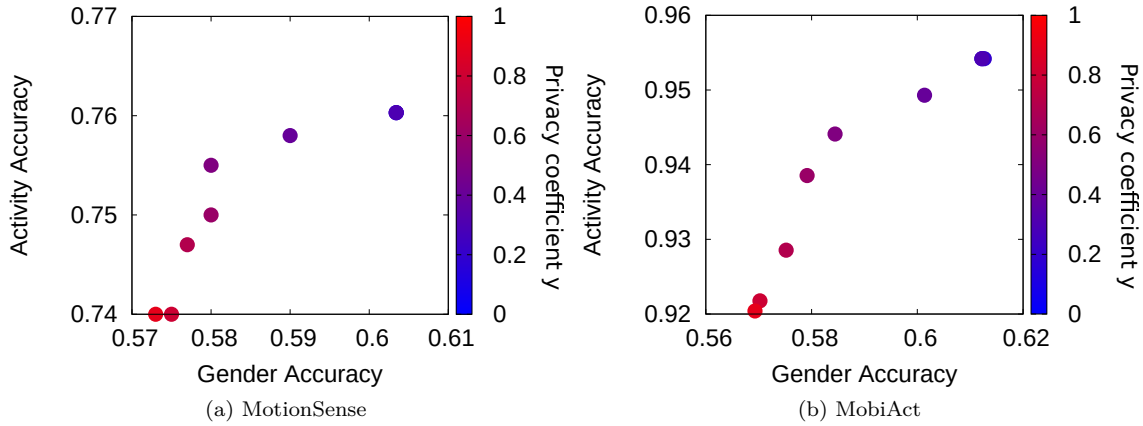 0.77
0.76
0.75
0.74
0.57 0.58 0.59 0.6 0.61
Activity Accuracy
Gender Accuracy
1
0.8
0.6
0.4
0.2
0
Privacy coefficient γ
(a) MotionSense
0.96
0.95
0.94
0.93
0.92
0.56 0.58 0.6 0.62
Activity Accuracy
Gender Accuracy
1
0.8
0.6
0.4
0.2
0
Privacy coefficient γ
(b) MobiAct